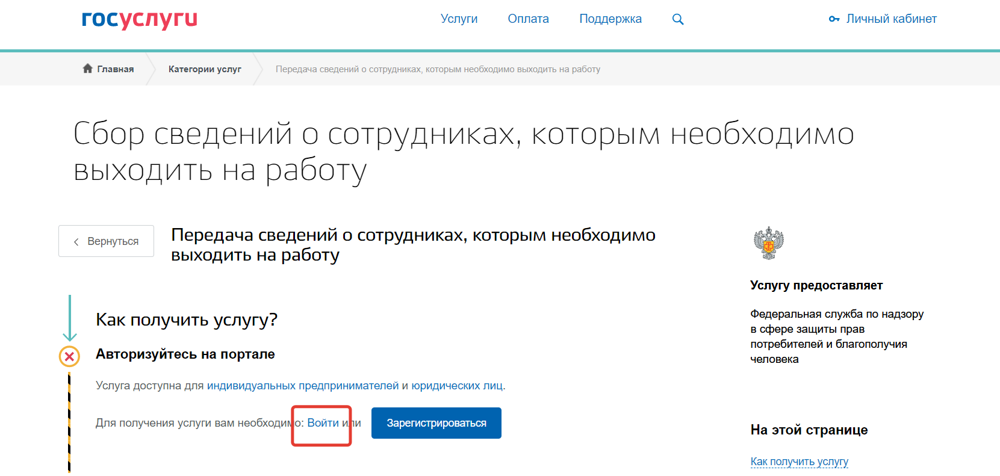 госуслуги
Услуги Оплата Поддержка Личный кабинет
Главная Категории услуг Передача сведений о сотрудниках, которым необходимо выходить на работу
Сбор сведений о сотрудниках, которым необходимо
выходить на работу
Вернуться
Передача сведений о сотрудниках, которым необходимо
выходить на работу
Как получить услугу?
Авторизуйтесь на портале
Услуга доступна для индивидуальных предпринимателей и юридических лиц.
Для получения услуги вам необходимо: Войти или Зарегистрироваться
Услугу предоставляет
Федеральная служба по надзору
в сфере защиты прав
потребителей и благополучия
человека
На этой странице
Как получить услугу